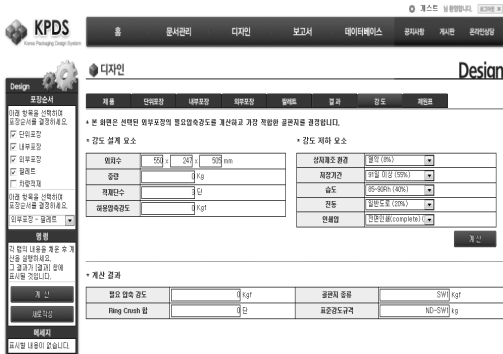 게스트 님 환영합니다. 로그아웃
KPDS
Korea Packaging Design System
홈 문서관리 디자인 보고서 데이터베이스 공지사항 게시판 온라인상담
디자인
Design
Design
포장순서
아래 항목을 선택하여
포장순서를 결정하세요.
단위포장
내부포장
외부포장
팔레트
차량적재
아래 항목을 선택하여
포장순서를 결정하세요.
외부포장 - 팔레트
명령
각 탭의 내용을 채운 후 계
산을 실행하세요.
그 결과가 [결과] 탭에
표시될 것입니다.
계 산
새로작성
메세지
표시할 내용이 없습니다.
제 품 단위포장 내부포장 외부포장 팔레트 결 과 강 도 제원표
* 본 화면은 선택된 외부포장의 필요압축강도를 계산하고 가장 적합한 골판지를 결정합니다.
* 강도 설계 요소
외치수 550 x 247 x 505 mm
중량 0 Kg
적재단수 3 단
허용압축강도 0 Kgf
* 강도 저하 요소
상자제조 환경 열악 (8%)
저장기간 91일 이상 (55%)
습도 85-90Rh (40%)
진동 일반도로 (20%)
인쇄압 전면인쇄(complete) (
계 산
* 계산 결과
필요 압축 강도 0 Kgf 골판지 종류 SW1 Kgf
Ring Crush 합 0 단 표준강도규격 ND-SW1 kg